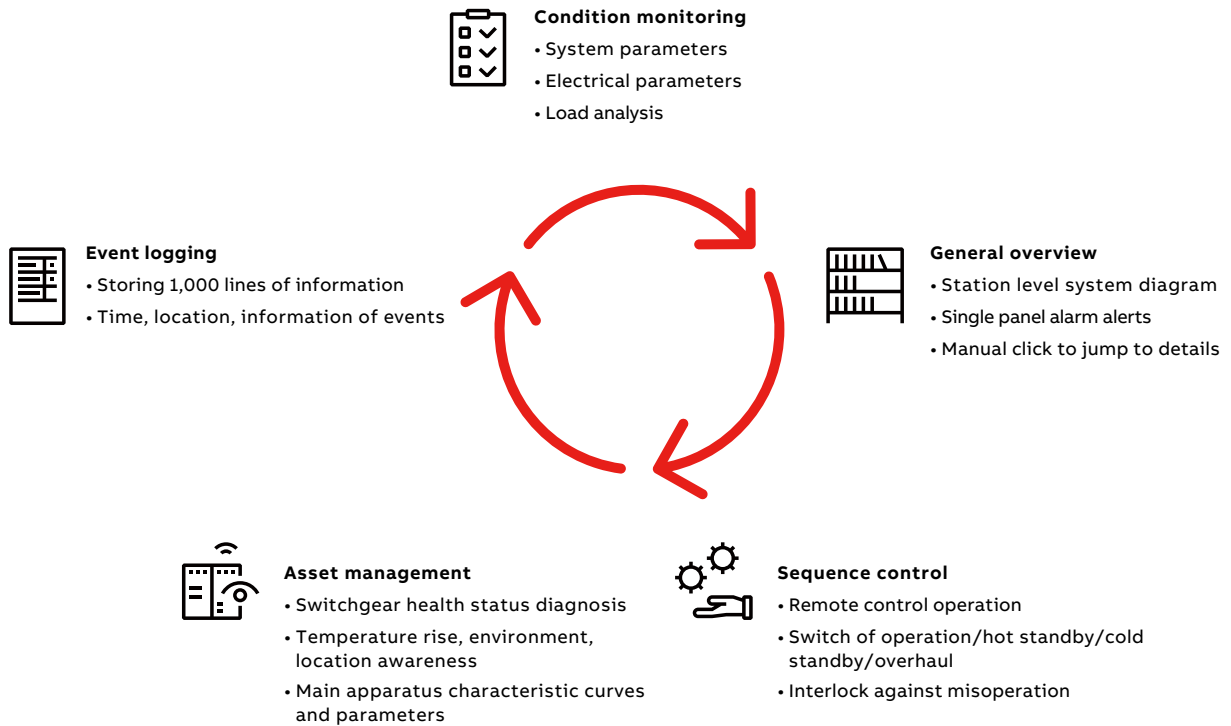 Condition monitoring
• System parameters
• Electrical parameters
• Load analysis
Event logging
• Storing 1,000 lines of information
• Time, location, information of events
General overview
• Station level system diagram
• Single panel alarm alerts
• Manual click to jump to details
Asset management
• Switchgear health status diagnosis
• Temperature rise, environment,
location awareness
• Main apparatus characteristic curves
and parameters
Sequence control
• Remote control operation
• Switch of operation/hot standby/cold
standby/overhaul
• Interlock against misoperation